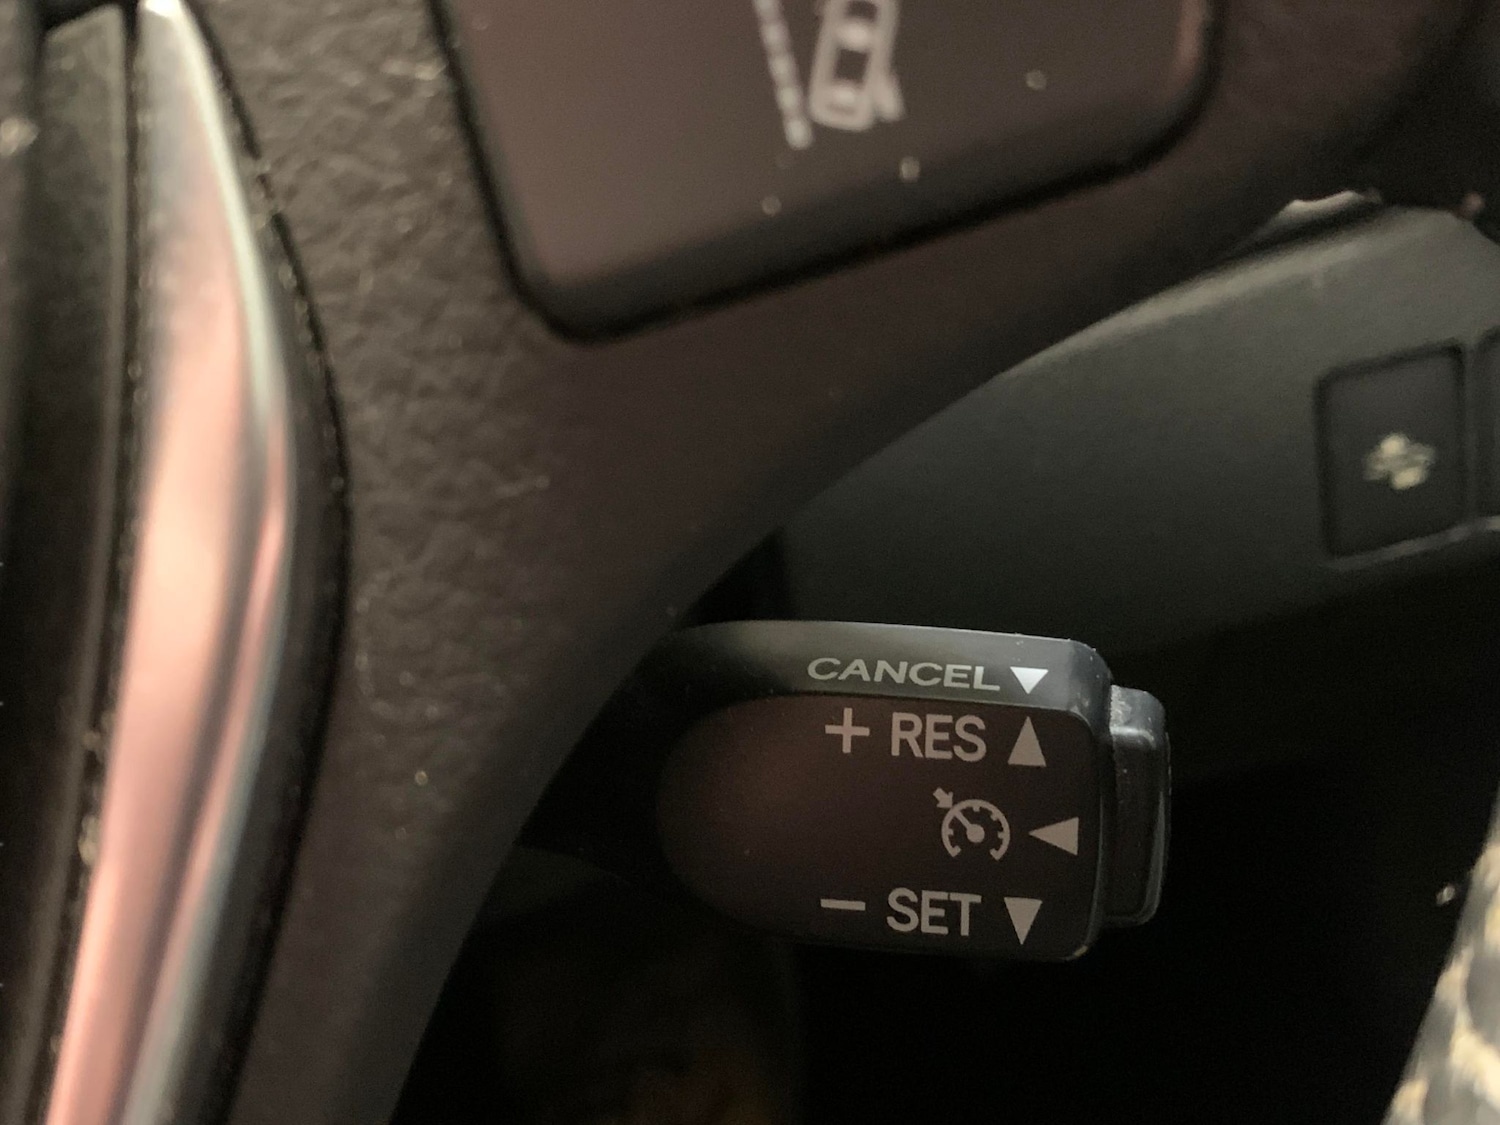 CANCEL ▼
+ RES ▲
◀
− SET ▼